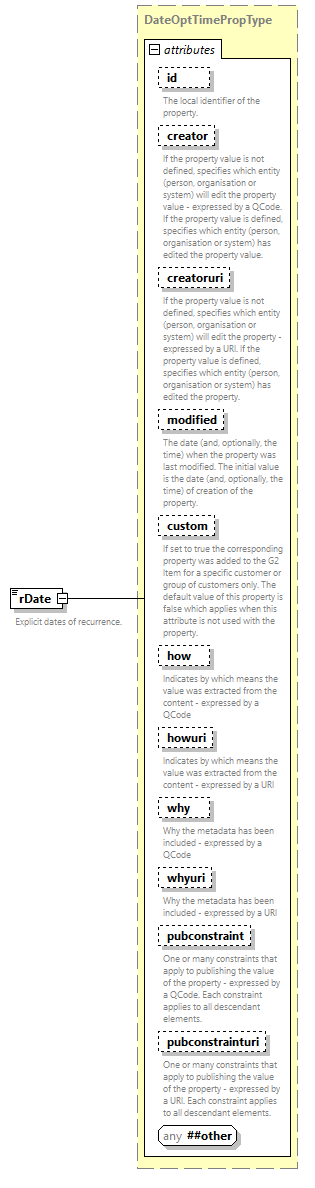 DateOptTimePropType
attributes
id
The local identifier of the
property.
creator
If the property value is not
defined, specifies which entity
(person, organisation or
system) will edit the property
value - expressed by a QCode.
If the property value is defined,
specifies which entity (person,
organisation or system) has
edited the property value.
creatoruri
If the property value is not
defined, specifies which entity
(person, organisation or
system) will edit the property -
expressed by a URI. If the
property value is defined,
specifies which entity (person,
organisation or system) has
edited the property.
modified
The date (and, optionally, the
time) when the property was
last modified. The initial value
is the date (and, optionally, the
time) of creation of the
property.
custom
If set to true the corresponding
property was added to the G2
Item for a specific customer or
group of customers only. The
default value of this property is
false which applies when this
attribute is not used with the
property.
rDate
Explicit dates of recurrence.
how
Indicates by which means the
value was extracted from the
content - expressed by a
QCode
howuri
Indicates by which means the
value was extracted from the
content - expressed by a URI
why
Why the metadata has been
included - expressed by a
QCode
whyuri
Why the metadata has been
included - expressed by a URI
pubconstraint
One or many constraints that
apply to publishing the value
of the property - expressed by
a QCode. Each constraint
applies to all descendant
elements.
pubconstrainturi
One or many constraints that
apply to publishing the value
of the property - expressed by
a URI. Each constraint applies
to all descendant elements.
any ##other